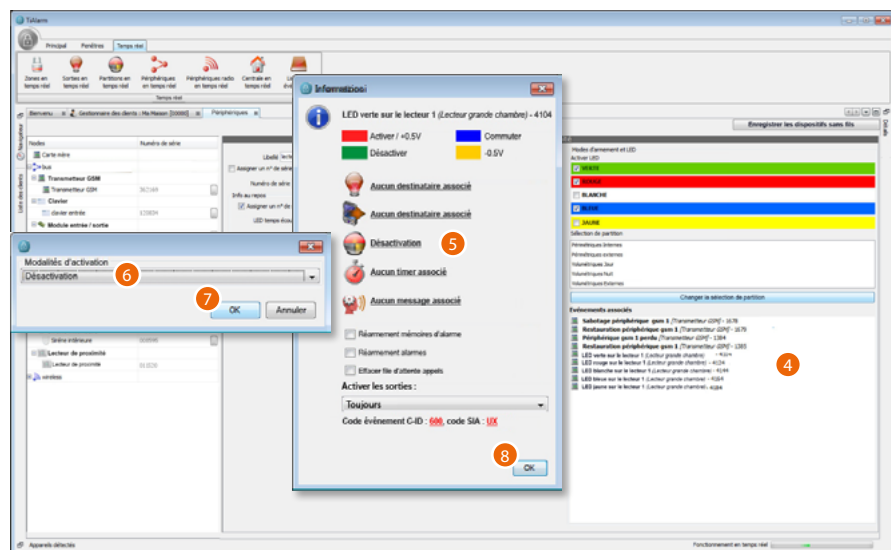 TiAlarm
Principal Fenêtres Temps réel
Zones en temps réel
Sorties en temps réel
Partitions en temps réel
Périphériques en temps réel
Périphériques radio en temps réel
Centrale en temps réel
Temps réel
Bienvenu
Gestionnaire des clients : Ma Maison [10000]
Périphériques
Enregistrer les dispositifs sans fils
Navigateur
Liste des clients
Détails
Nodes
Numéro de série
Carte mère
bus
Transmetteur GSM
Transmetteur GSM 362169
Clavier
clavier entrée 120834
Module entrée / sortie
Sirène intérieure
Lecteur de proximité
Lecteur de proximité 01E020
wireless
Libellé
Assigner un n° de série
Numéro de série
Info au repos
Assigner un n° de
LED temps écou
Modalités d'activation
Désactivation
6
7
OK
Annuler
Informazioni
LED verte sur le lecteur 1 (Lecteur grande chambre) - 4104
Activer / +0.5V
Commuter
Désactiver
-0.5V
Aucun destinataire associé
Aucun destinataire associé
Désactivation
5
Aucun timer associé
Aucun message associé
Réarmement mémoires d'alarme
Réarmement alarmes
Effacer file d'attente appels
Activer les sorties :
Toujours
Code évènement C-ID : 600, code SIA : UX
8
OK
Modes d'armement et LED
Activer LED
VERTE
ROUGE
BLANCHE
BLEUE
JAUNE
Sélection de partition
Périmétriques Internes
Périmétriques externes
Volumétriques Jour
Volumétriques Nuit
Volumétriques Externes
Changer la sélection de partition
Evènements associés
Sabotage périphérique gsm 1 [Transmetteur GSM] - 1678
Restauration périphérique gsm 1 [Transmetteur GSM] - 1679
Périphérique gsm 1 perdu [Transmetteur GSM] - 1384
Restauration périphérique gsm 1 [Transmetteur GSM] - 1385
LED verte sur le lecteur 1 (Lecteur grande chambre) - 4104
LED rouge sur le lecteur 1 (Lecteur grande chambre) - 4124
LED blanche sur le lecteur 1 (Lecteur grande chambre) - 4144
LED bleue sur le lecteur 1 (Lecteur grande chambre) - 4164
LED jaune sur le lecteur 1 (Lecteur grande chambre) - 4184
4
Appareils détectés
Fonctionnement en temps réel